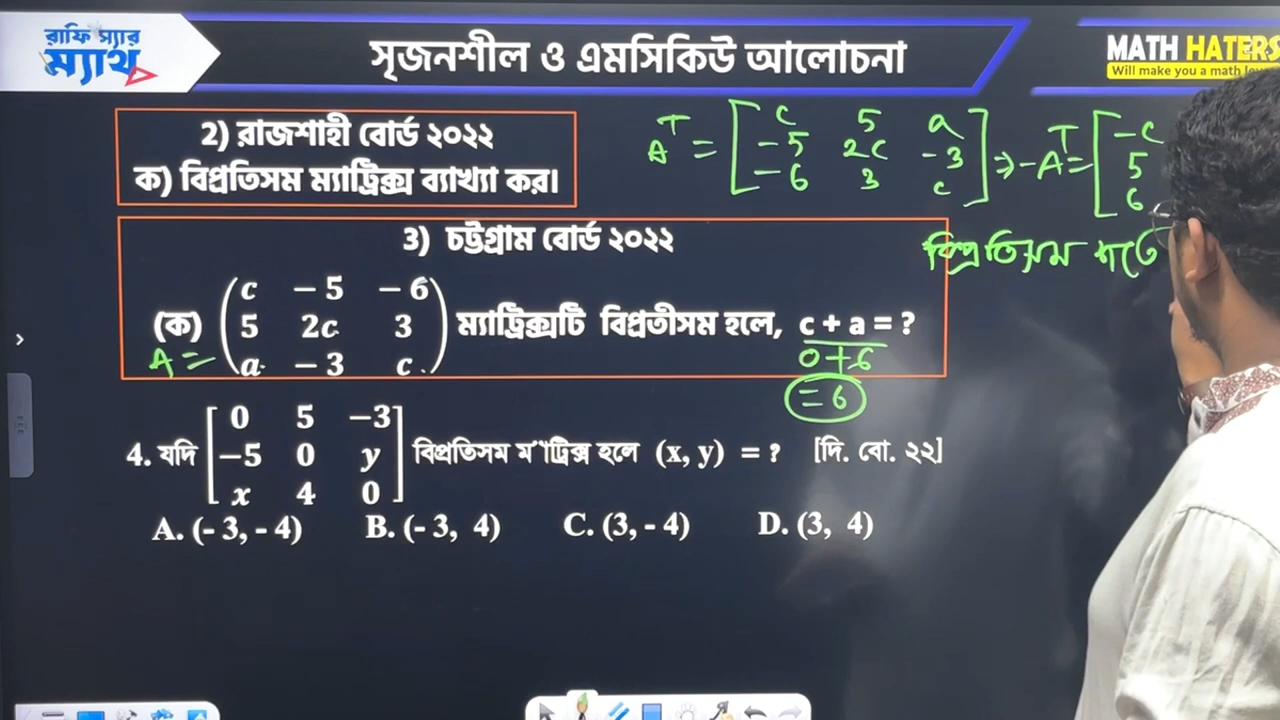 রাফি স্যার
ম্যাথ
সৃজনশীল ও এমসিকিউ আলোচনা
MATH HATERS
Will make you a math
2) রাজশাহী বোর্ড ২০২২
ক) বিপ্রতিসম ম্যাট্রিক্স ব্যাখ্যা কর।
A^T = [c 5 a
-5 2c -3
-6 3 c] ⇒ -A^T = [-c
5
6
বিপ্রতিসম শর্তে
3) চট্টগ্রাম বোর্ড ২০২২
(ক) A = (c -5 -6
5 2c 3
a -3 c) ম্যাট্রিক্সটি বিপ্রতীসম হলে, c + a = ?
0+6
= 6
4. যদি [0 5 -3
-5 0 y
x 4 0] বিপ্রতিসম ম্যাট্রিক্স হলে (x, y) = ? [দি. বো. ২২]
A. (- 3, - 4) B. (- 3, 4) C. (3, - 4) D. (3, 4)